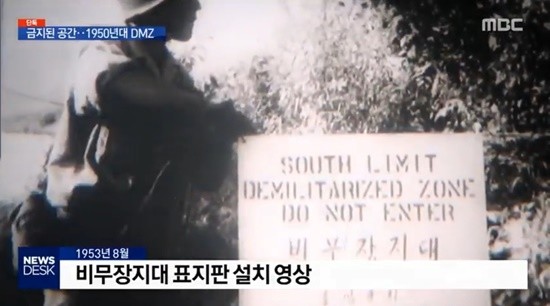 단독
금지된 공간··1950년대 DMZ
MBC
SOUTH LIMIT
DEMILITARIZED ZONE
DO NOT ENTER
비무장지대
1953년 8월
NEWS
DESK
비무장지대 표지판 설치 영상